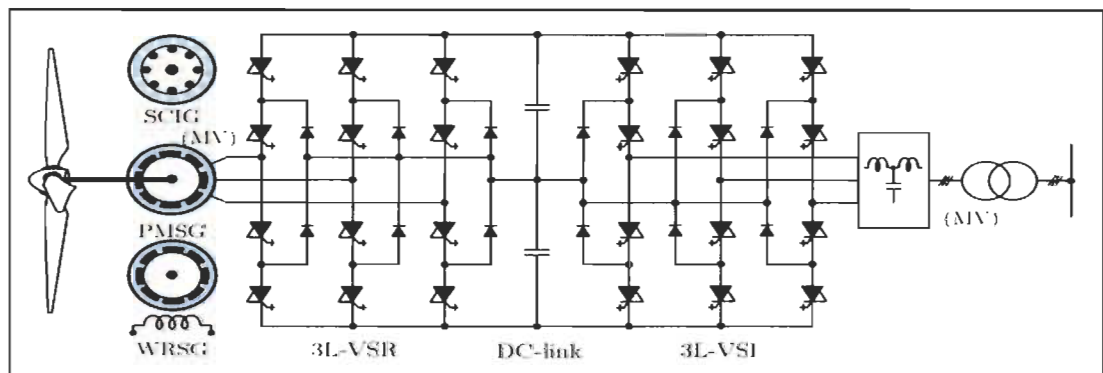 SCIG
(MV)
PMSG
WRSG
3L-VSR
DC-link
3L-VSI
(MV)